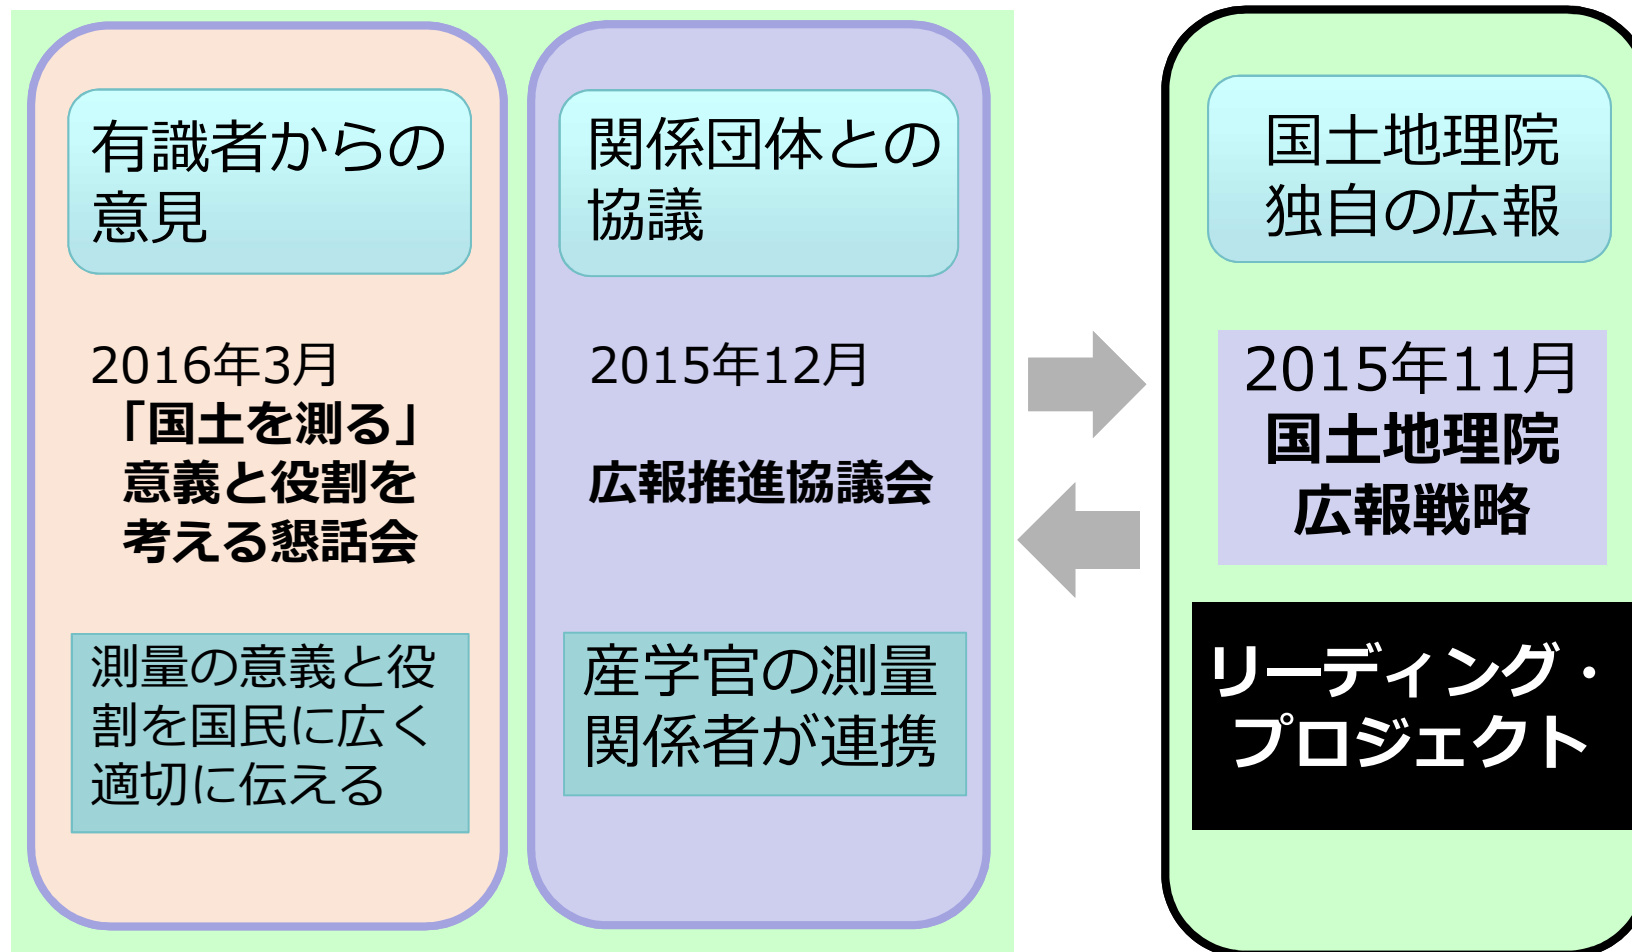 有識者からの
意見
2016年3月
「国土を測る」
意義と役割を
考える懇話会
測量の意義と役
割を国民に広く
適切に伝える
関係団体との
協議
2015年12月
広報推進協議会
産学官の測量
関係者が連携
国土地理院
独自の広報
2015年11月
国土地理院
広報戦略
リーディング・
プロジェクト